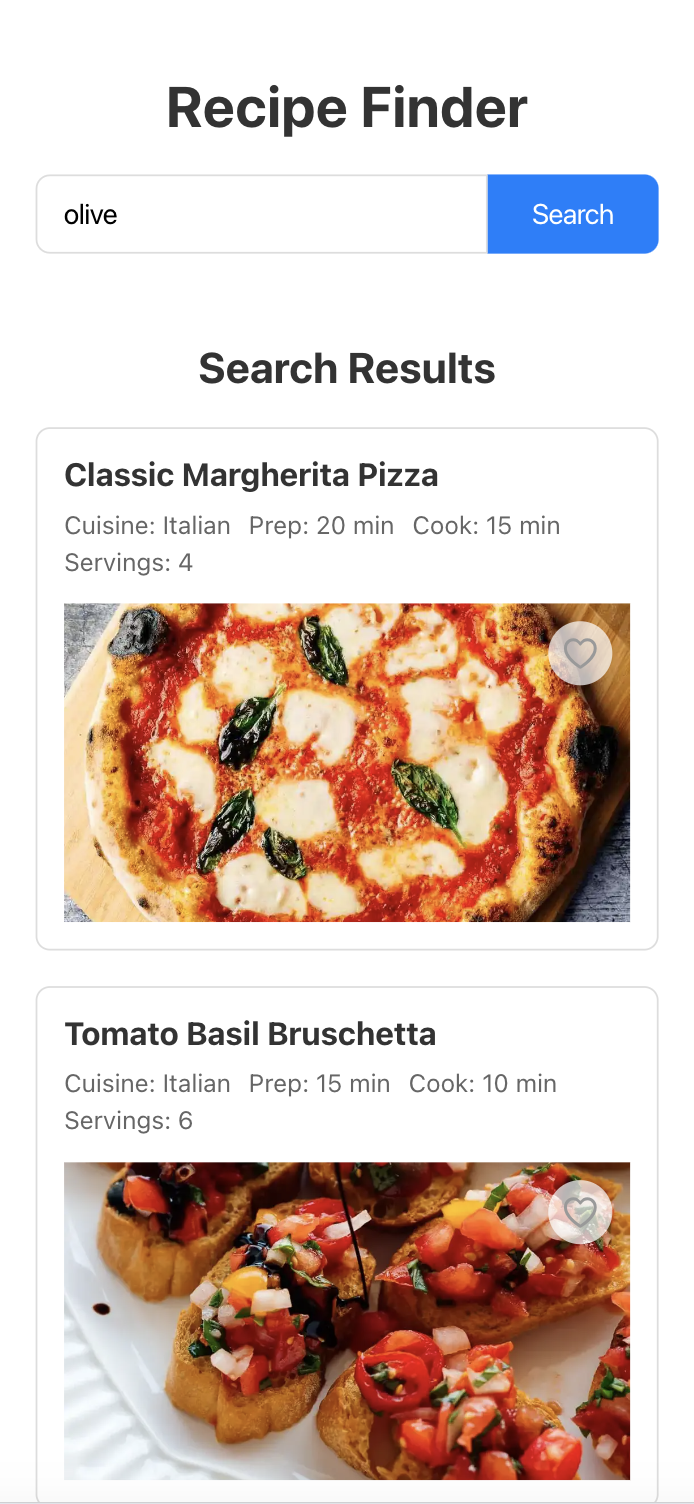 Recipe Finder
olive
Search
Search Results
Classic Margherita Pizza
Cuisine: Italian Prep: 20 min Cook: 15 min
Servings: 4
Tomato Basil Bruschetta
Cuisine: Italian Prep: 15 min Cook: 10 min
Servings: 6